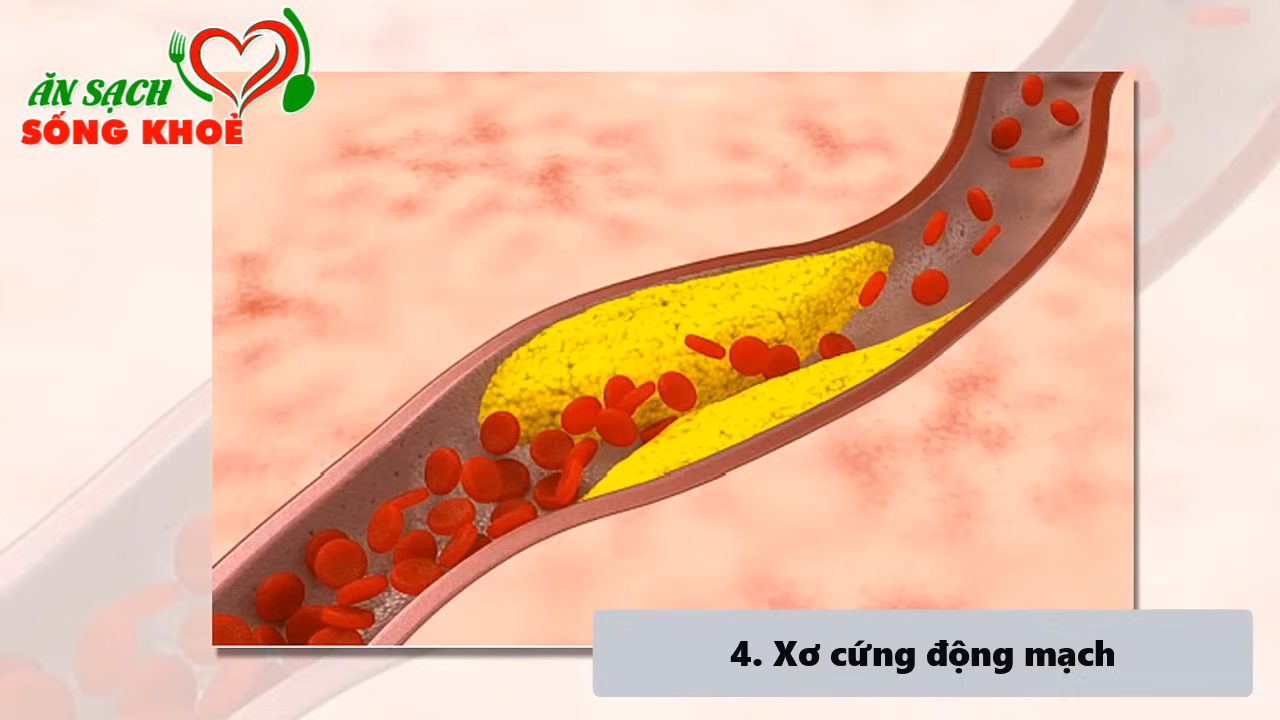 ĂN SẠCH
SỐNG KHOẺ
4. Xơ cứng động mạch